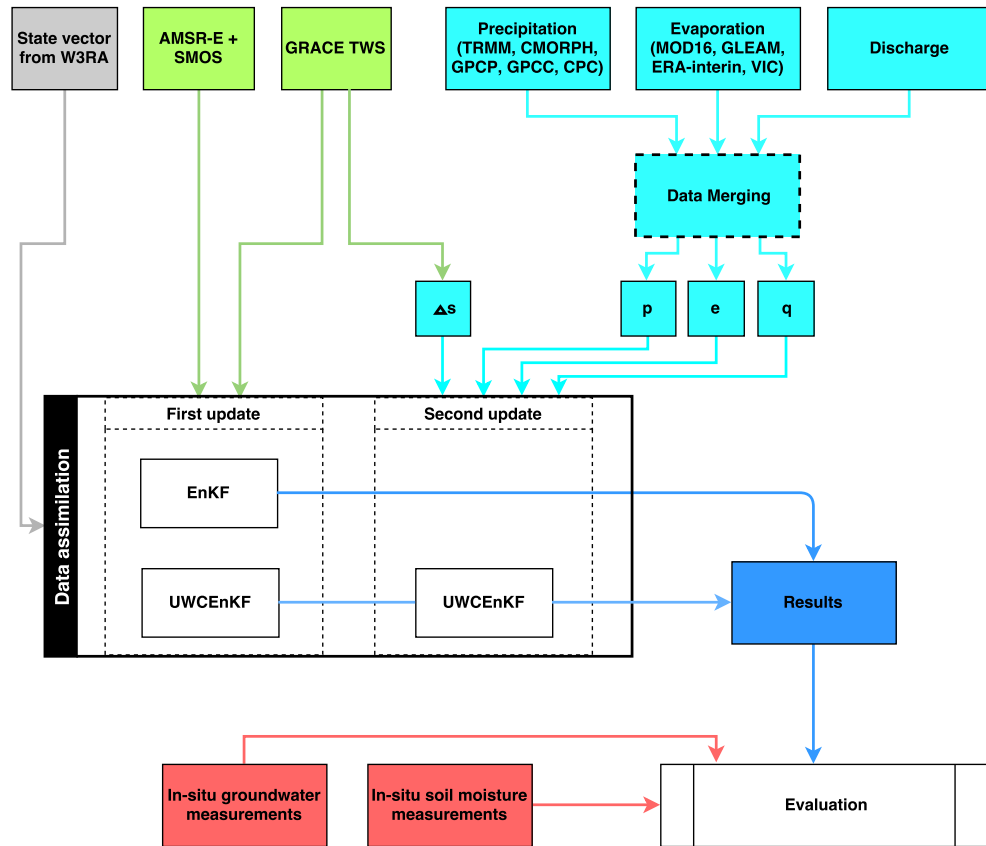 State vector
from W3RA
AMSR-E +
SMOS
GRACE TWS
Precipitation
(TRMM, CMORPH,
GPCP, GPCC, CPC)
Evaporation
(MOD16, GLEAM,
ERA-interin, VIC)
Discharge
Data Merging
Δs
p
e
q
Data assimilation
First update
Second update
EnKF
UWCEnKF
UWCEnKF
Results
In-situ groundwater
measurements
In-situ soil moisture
measurements
Evaluation